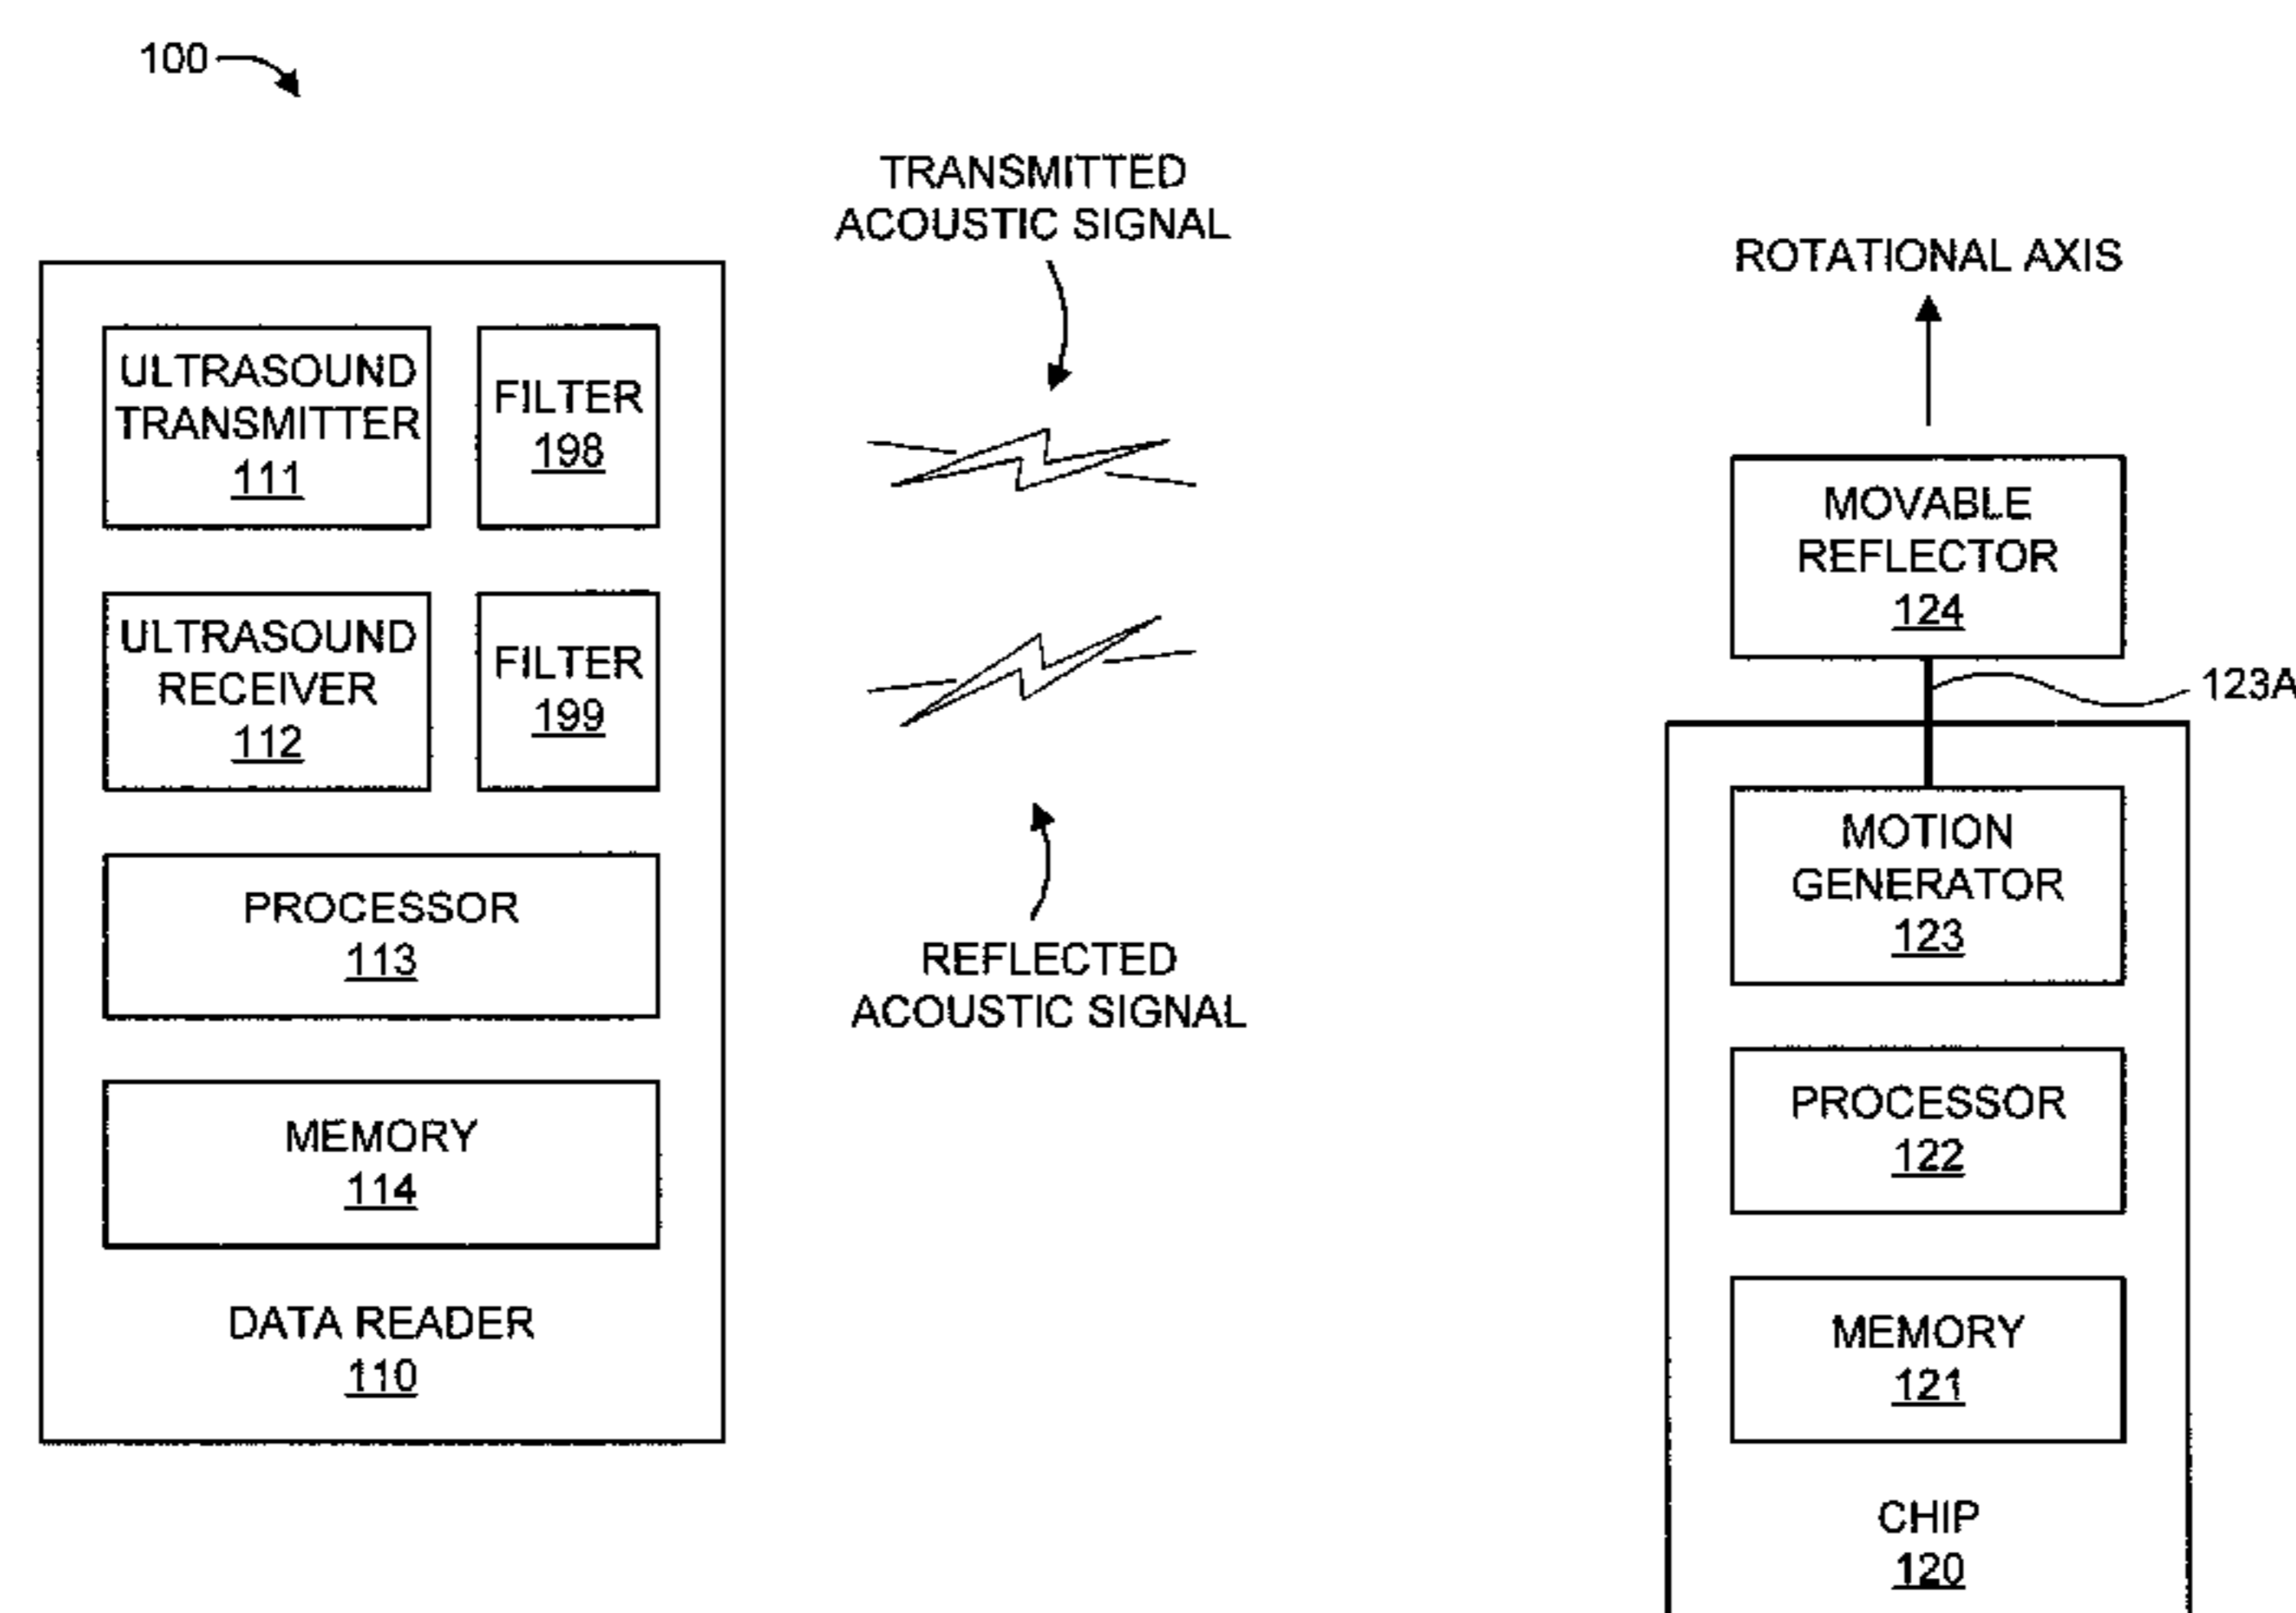 100
TRANSMITTED
ACOUSTIC SIGNAL
ROTATIONAL AXIS
ULTRASOUND
TRANSMITTER
111
FILTER
198
ULTRASOUND
RECEIVER
112
FILTER
199
PROCESSOR
113
MEMORY
114
DATA READER
110
REFLECTED
ACOUSTIC SIGNAL
MOVABLE
REFLECTOR
124
123A
MOTION
GENERATOR
123
PROCESSOR
122
MEMORY
121
CHIP
120